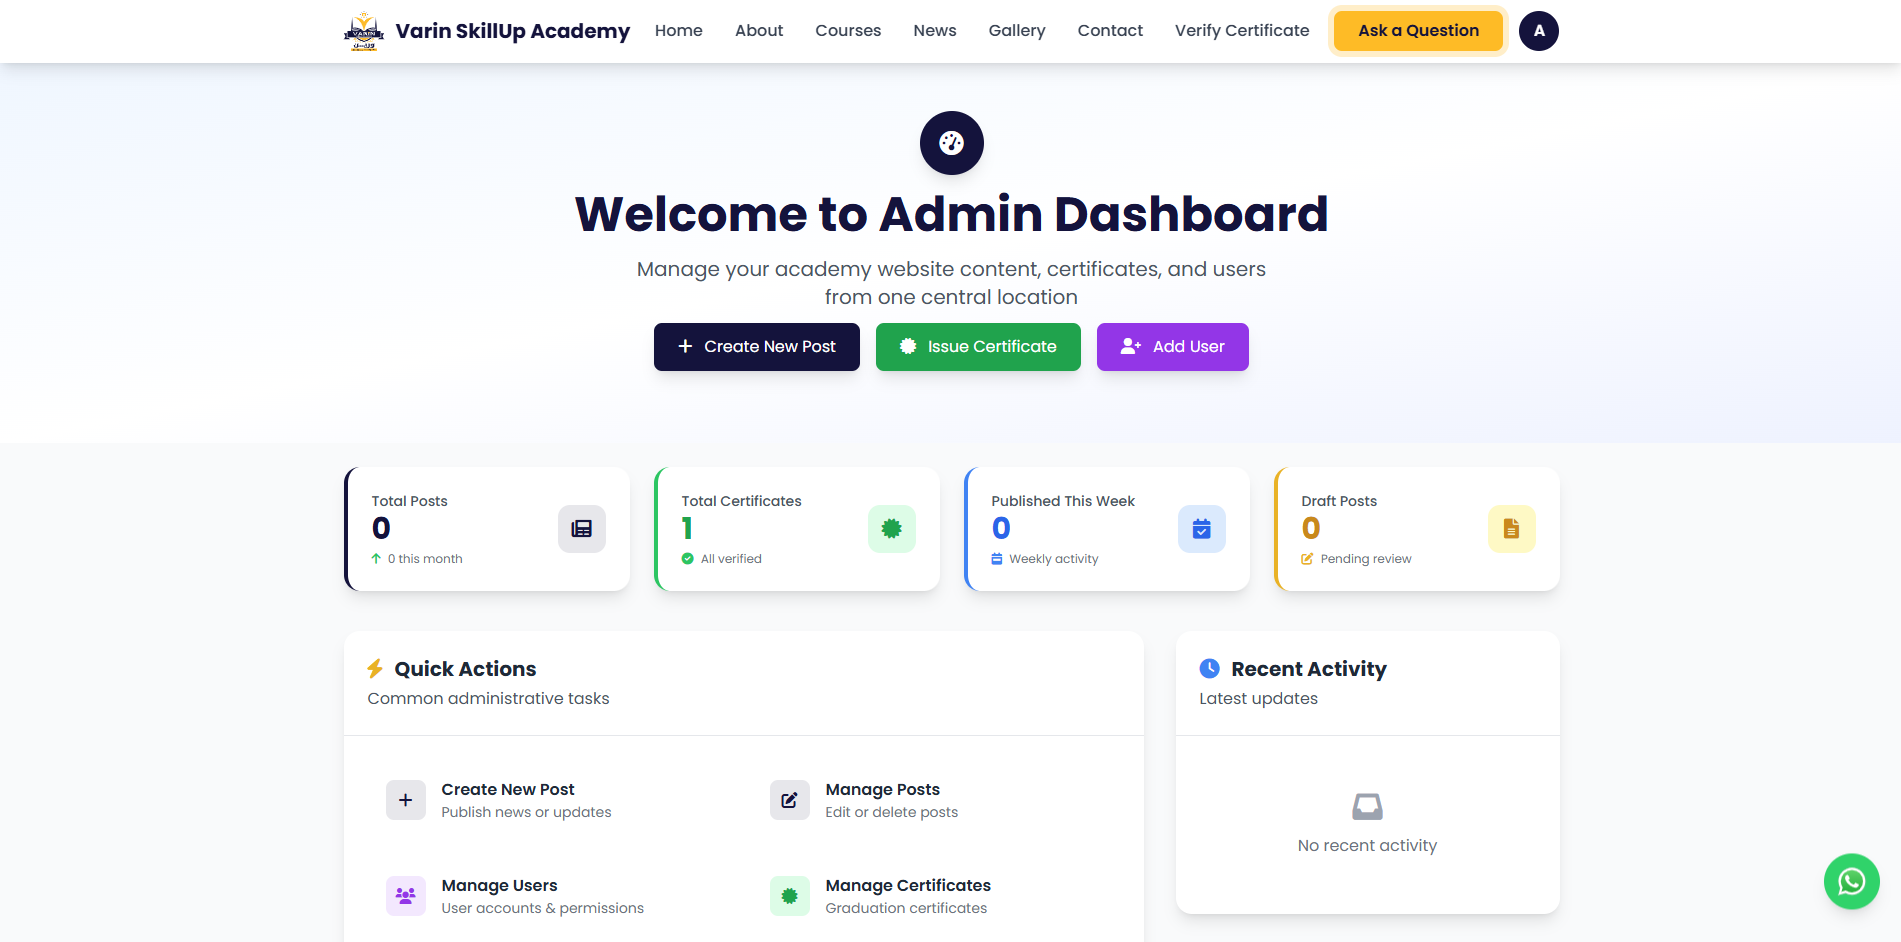 VARIN
Varin SkillUp Academy
Home
About
Courses
News
Gallery
Contact
Verify Certificate
Ask a Question
A
Welcome to Admin Dashboard
Manage your academy website content, certificates, and users
from one central location
Create New Post
Issue Certificate
Add User
Total Posts
0
0 this month
Total Certificates
1
All verified
Published This Week
0
Weekly activity
Draft Posts
0
Pending review
Quick Actions
Common administrative tasks
Create New Post
Publish news or updates
Manage Posts
Edit or delete posts
Manage Users
User accounts & permissions
Manage Certificates
Graduation certificates
Recent Activity
Latest updates
No recent activity